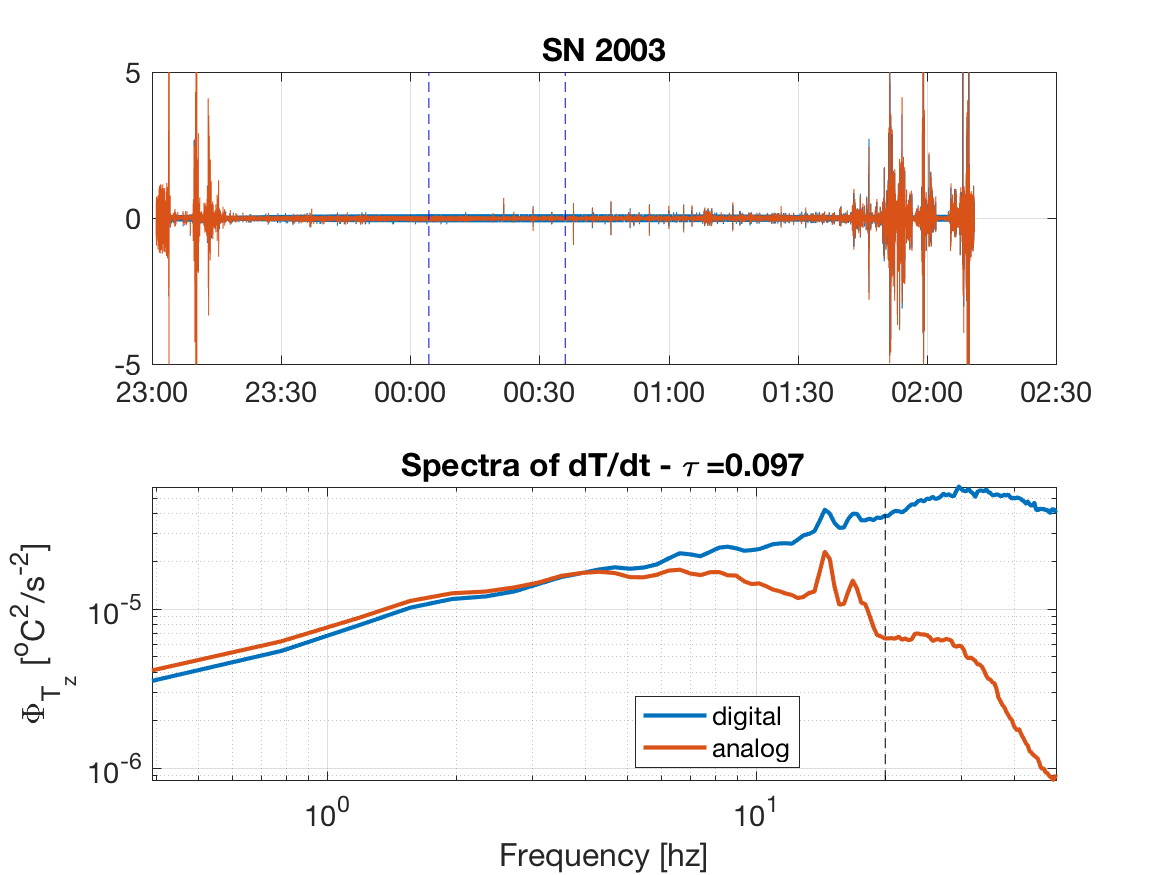 SN 2003
5
0
-5
23:00 23:30 00:00 00:30 01:00 01:30 02:00 02:30
Spectra of dT/dt - τ =0.097
Φ_{T_z} [°C²/s⁻²]
10⁻⁵
10⁻⁶
digital
analog
10⁰ 10¹
Frequency [hz]